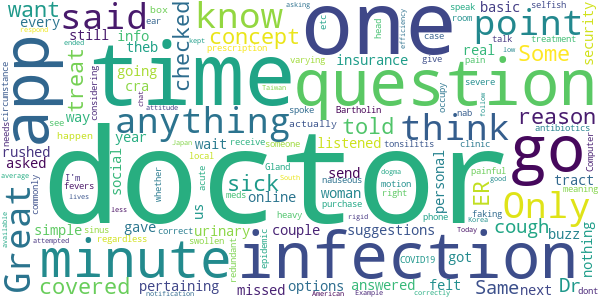 want
info
still
said
know
basic
one
Some
want
point
real
security
app
treat
theb
going
cra
checked
concept
insurance
box
time
question
anything
think
told
reason
Only
go
needs
circumstance
way
year
happen
rushed
asked
social
wait
listened
sick
online
send
woman
personal
ER
tract
cough
buzz
nothing
suggestions
doctor
Great
minute
infection
simple
gave
us
urinary
couple
phone
covered
pertaining
missed
options
answered
felt
got
Same
next
Dr
I'm
fevers
lives
commonly
whether
Japan
Taiwan
local
acute
meds
receive
someone
South
Gland
nauseous
purchase
heavy
motion
right
dogma
Bartholin
tonsilitis
clinic
actually
spoke
antibiotics
prescription
varying
efficiency
head
case
speak
room
talk
give
pain
severe
low
treatment
follow
occupy
nab
etc
asking
selfish
every
ear
kept
ended
chat
attitude
considering
see
average
less
available
attempted
notification
sinus
regardless
swollen
correct
epidemic
redundant
American
Example
rigid
Korea
COVID19
faking
good
Today
correctly
dont
painful
meaning
Computer